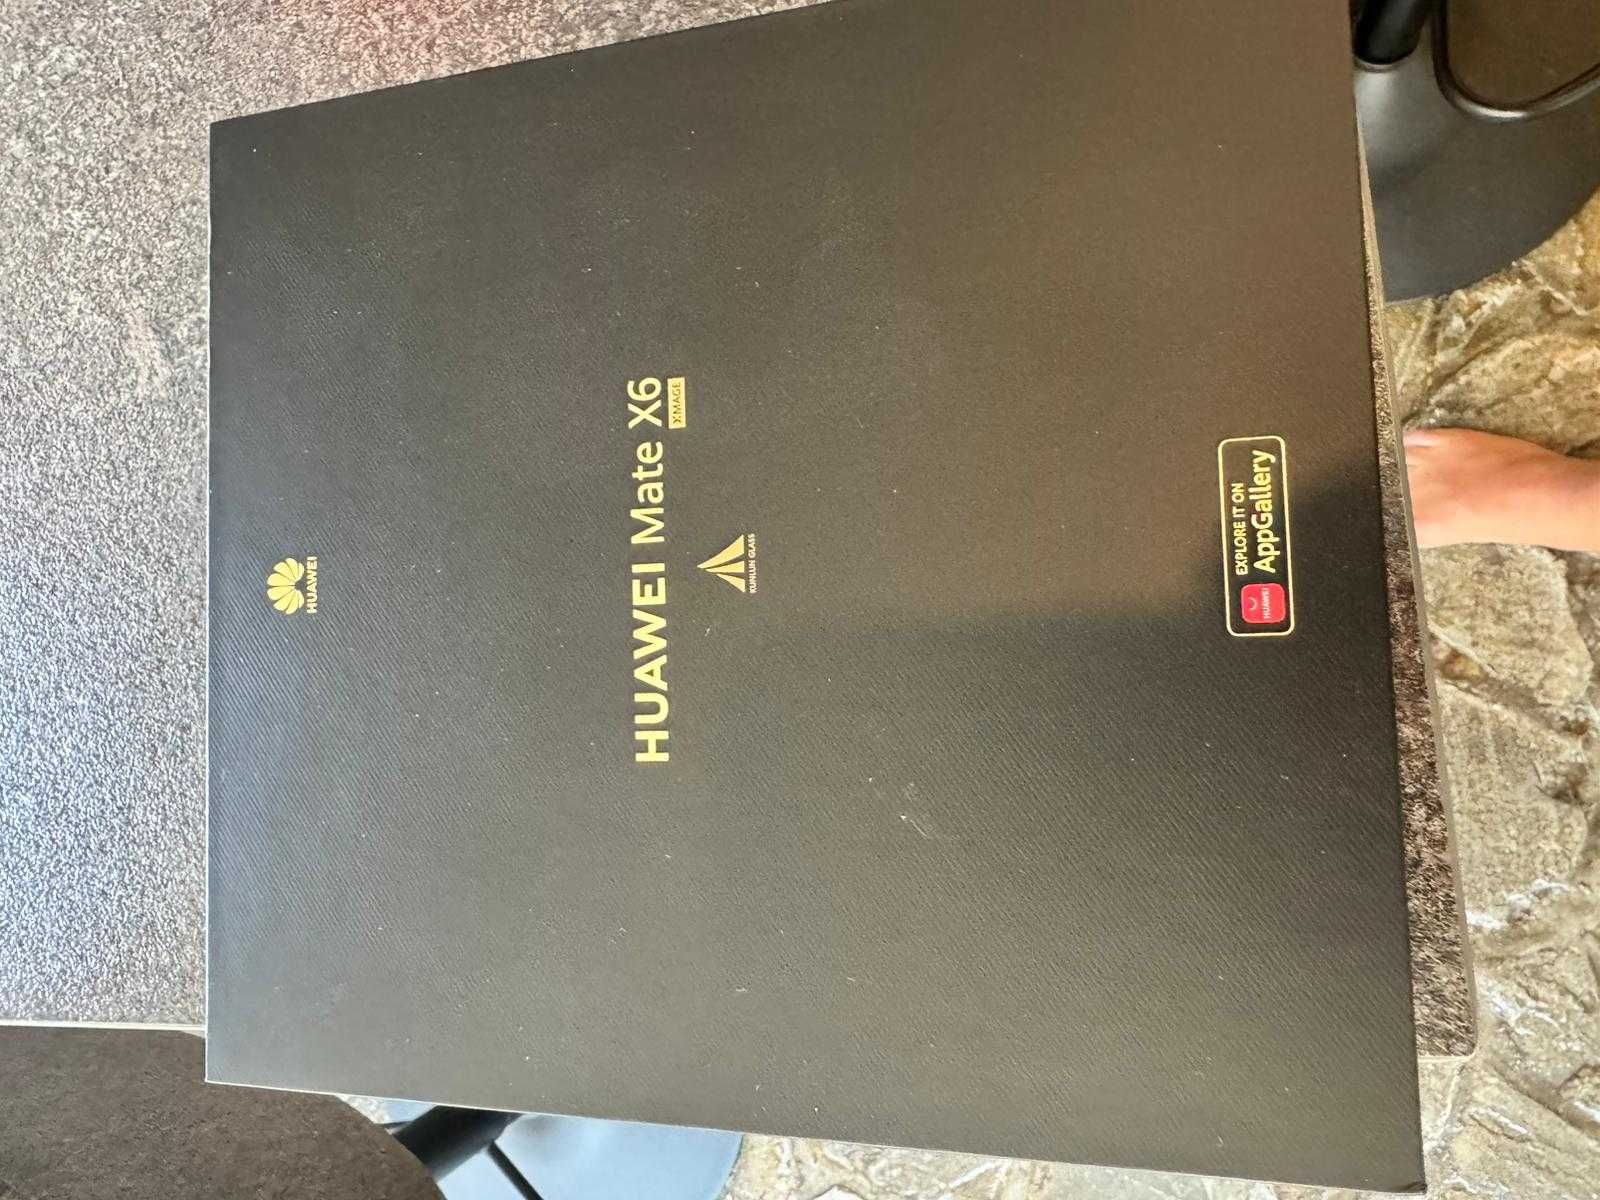 HUAWEI
HUAWEI Mate X6
XMAGE
KUNLUN GLASS
EXPLORE IT ON
AppGallery
HUAWEI